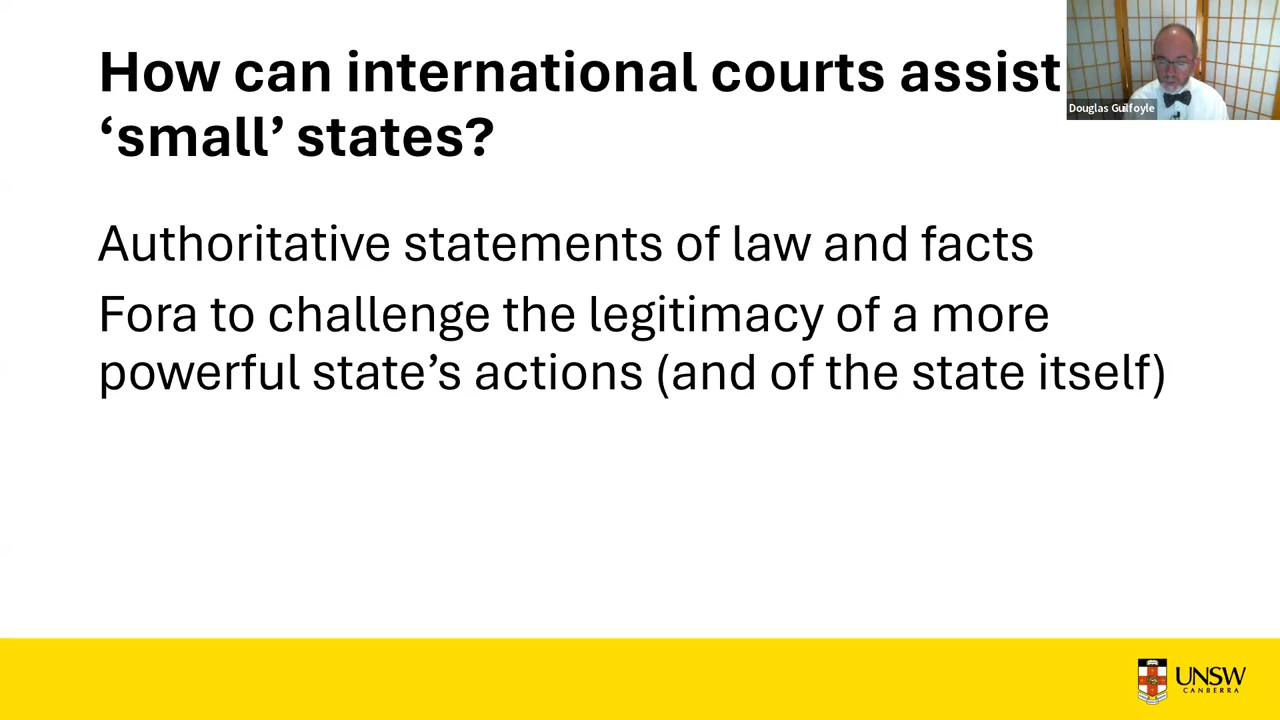 How can international courts assist
‘small’ states?
Douglas Guilfoyle
Authoritative statements of law and facts
Fora to challenge the legitimacy of a more
powerful state’s actions (and of the state itself)
UNSW
CANBERRA